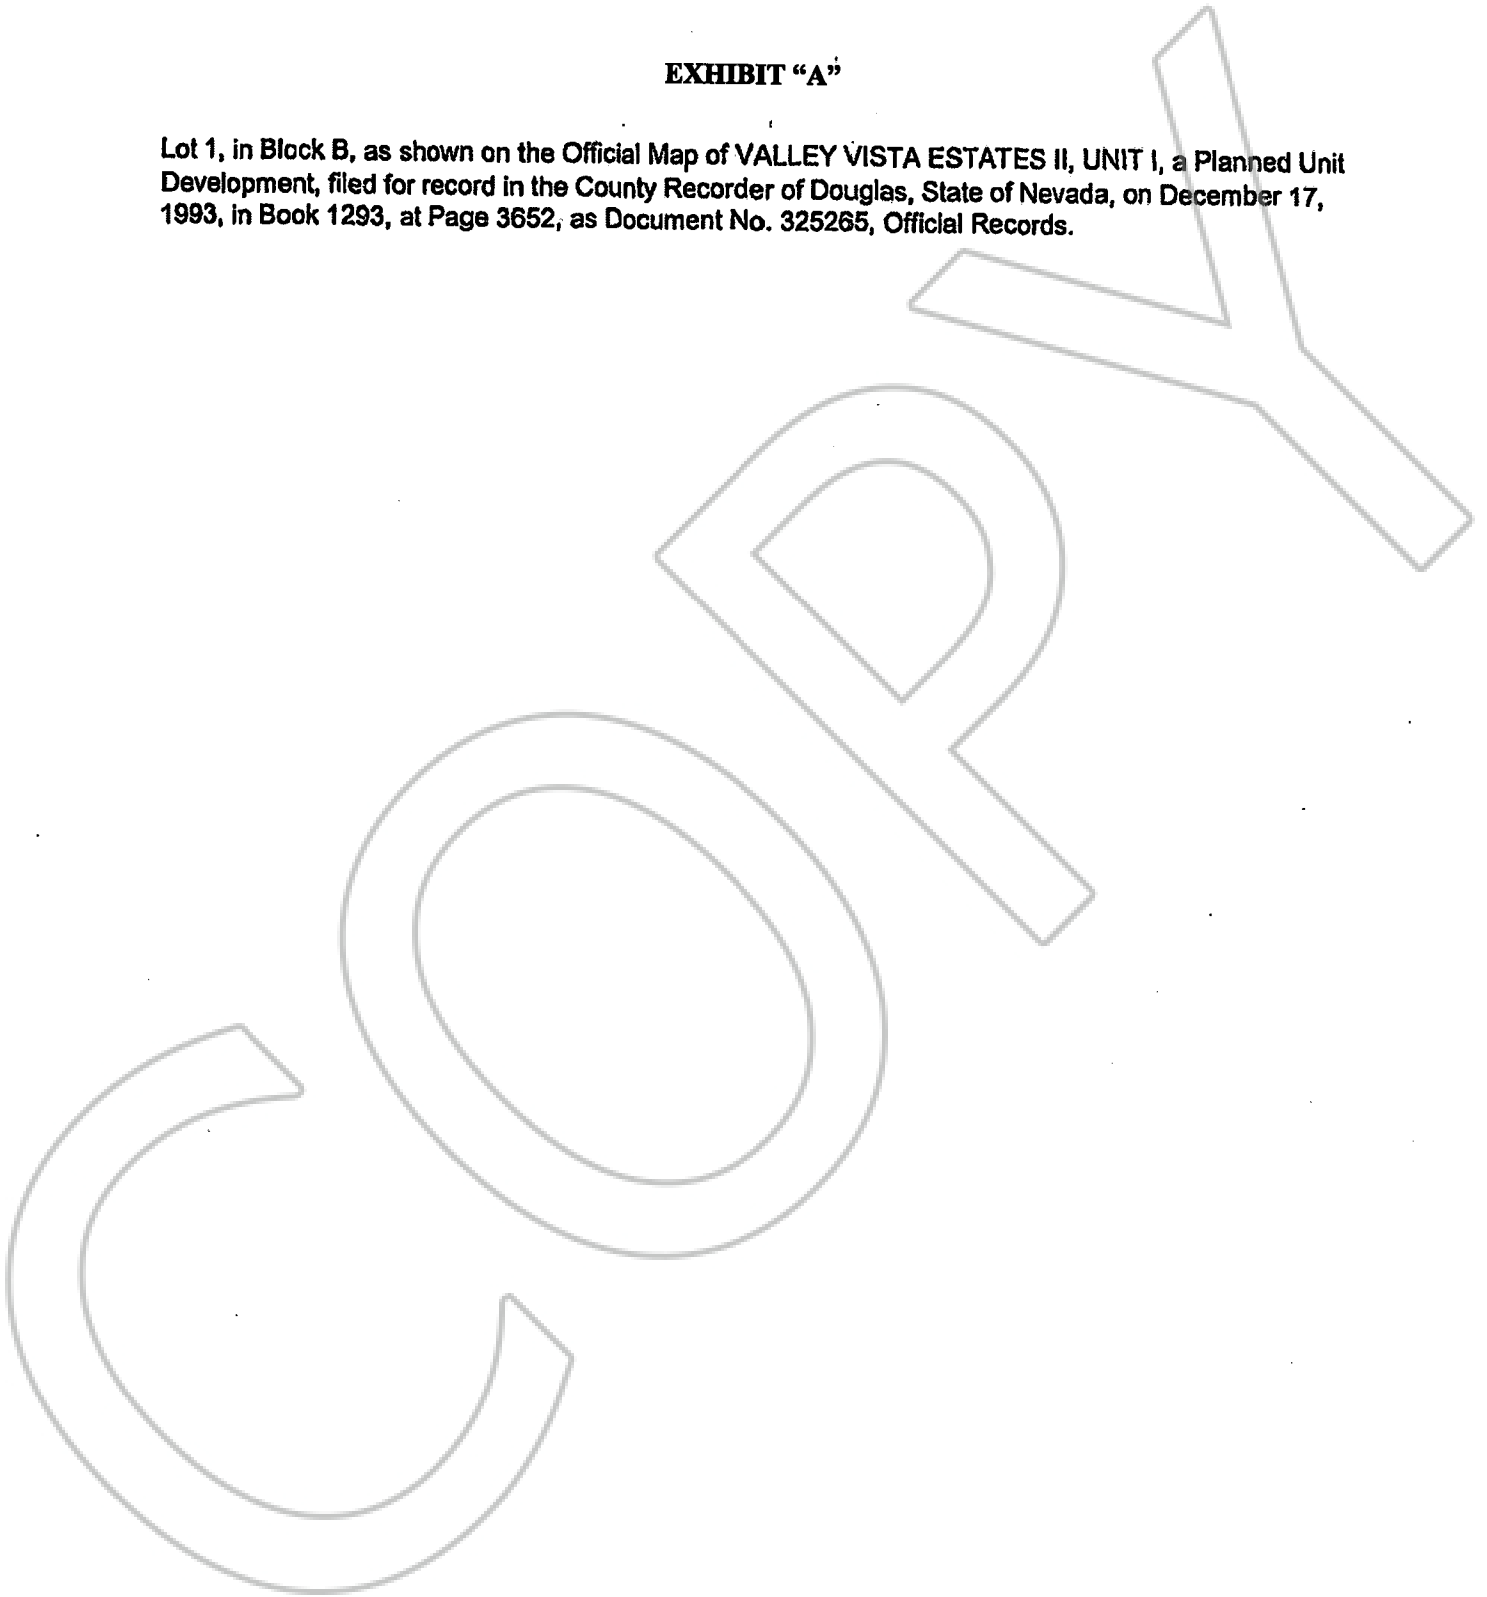 EXHIBIT “A”
Lot 1, in Block B, as shown on the Official Map of VALLEY VISTA ESTATES II, UNIT I, a Planned Unit
Development, filed for record in the County Recorder of Douglas, State of Nevada, on December 17,
1993, in Book 1293, at Page 3652, as Document No. 325265, Official Records.
COPY